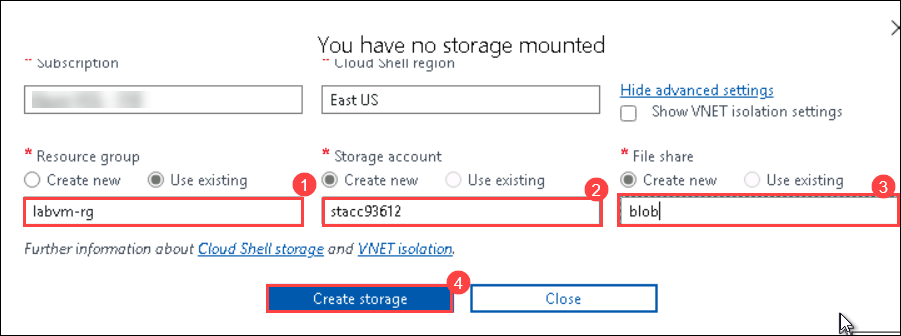 You have no storage mounted
* Subscription
* Cloud Shell region
East US
Hide advanced settings
Show VNET isolation settings
* Resource group
* Storage account
* File share
Create new Use existing
Create new Use existing
Create new Use existing
1
2
3
labvm-rg
stacc93612
blob
Further information about Cloud Shell storage and VNET isolation.
4
Create storage
Close